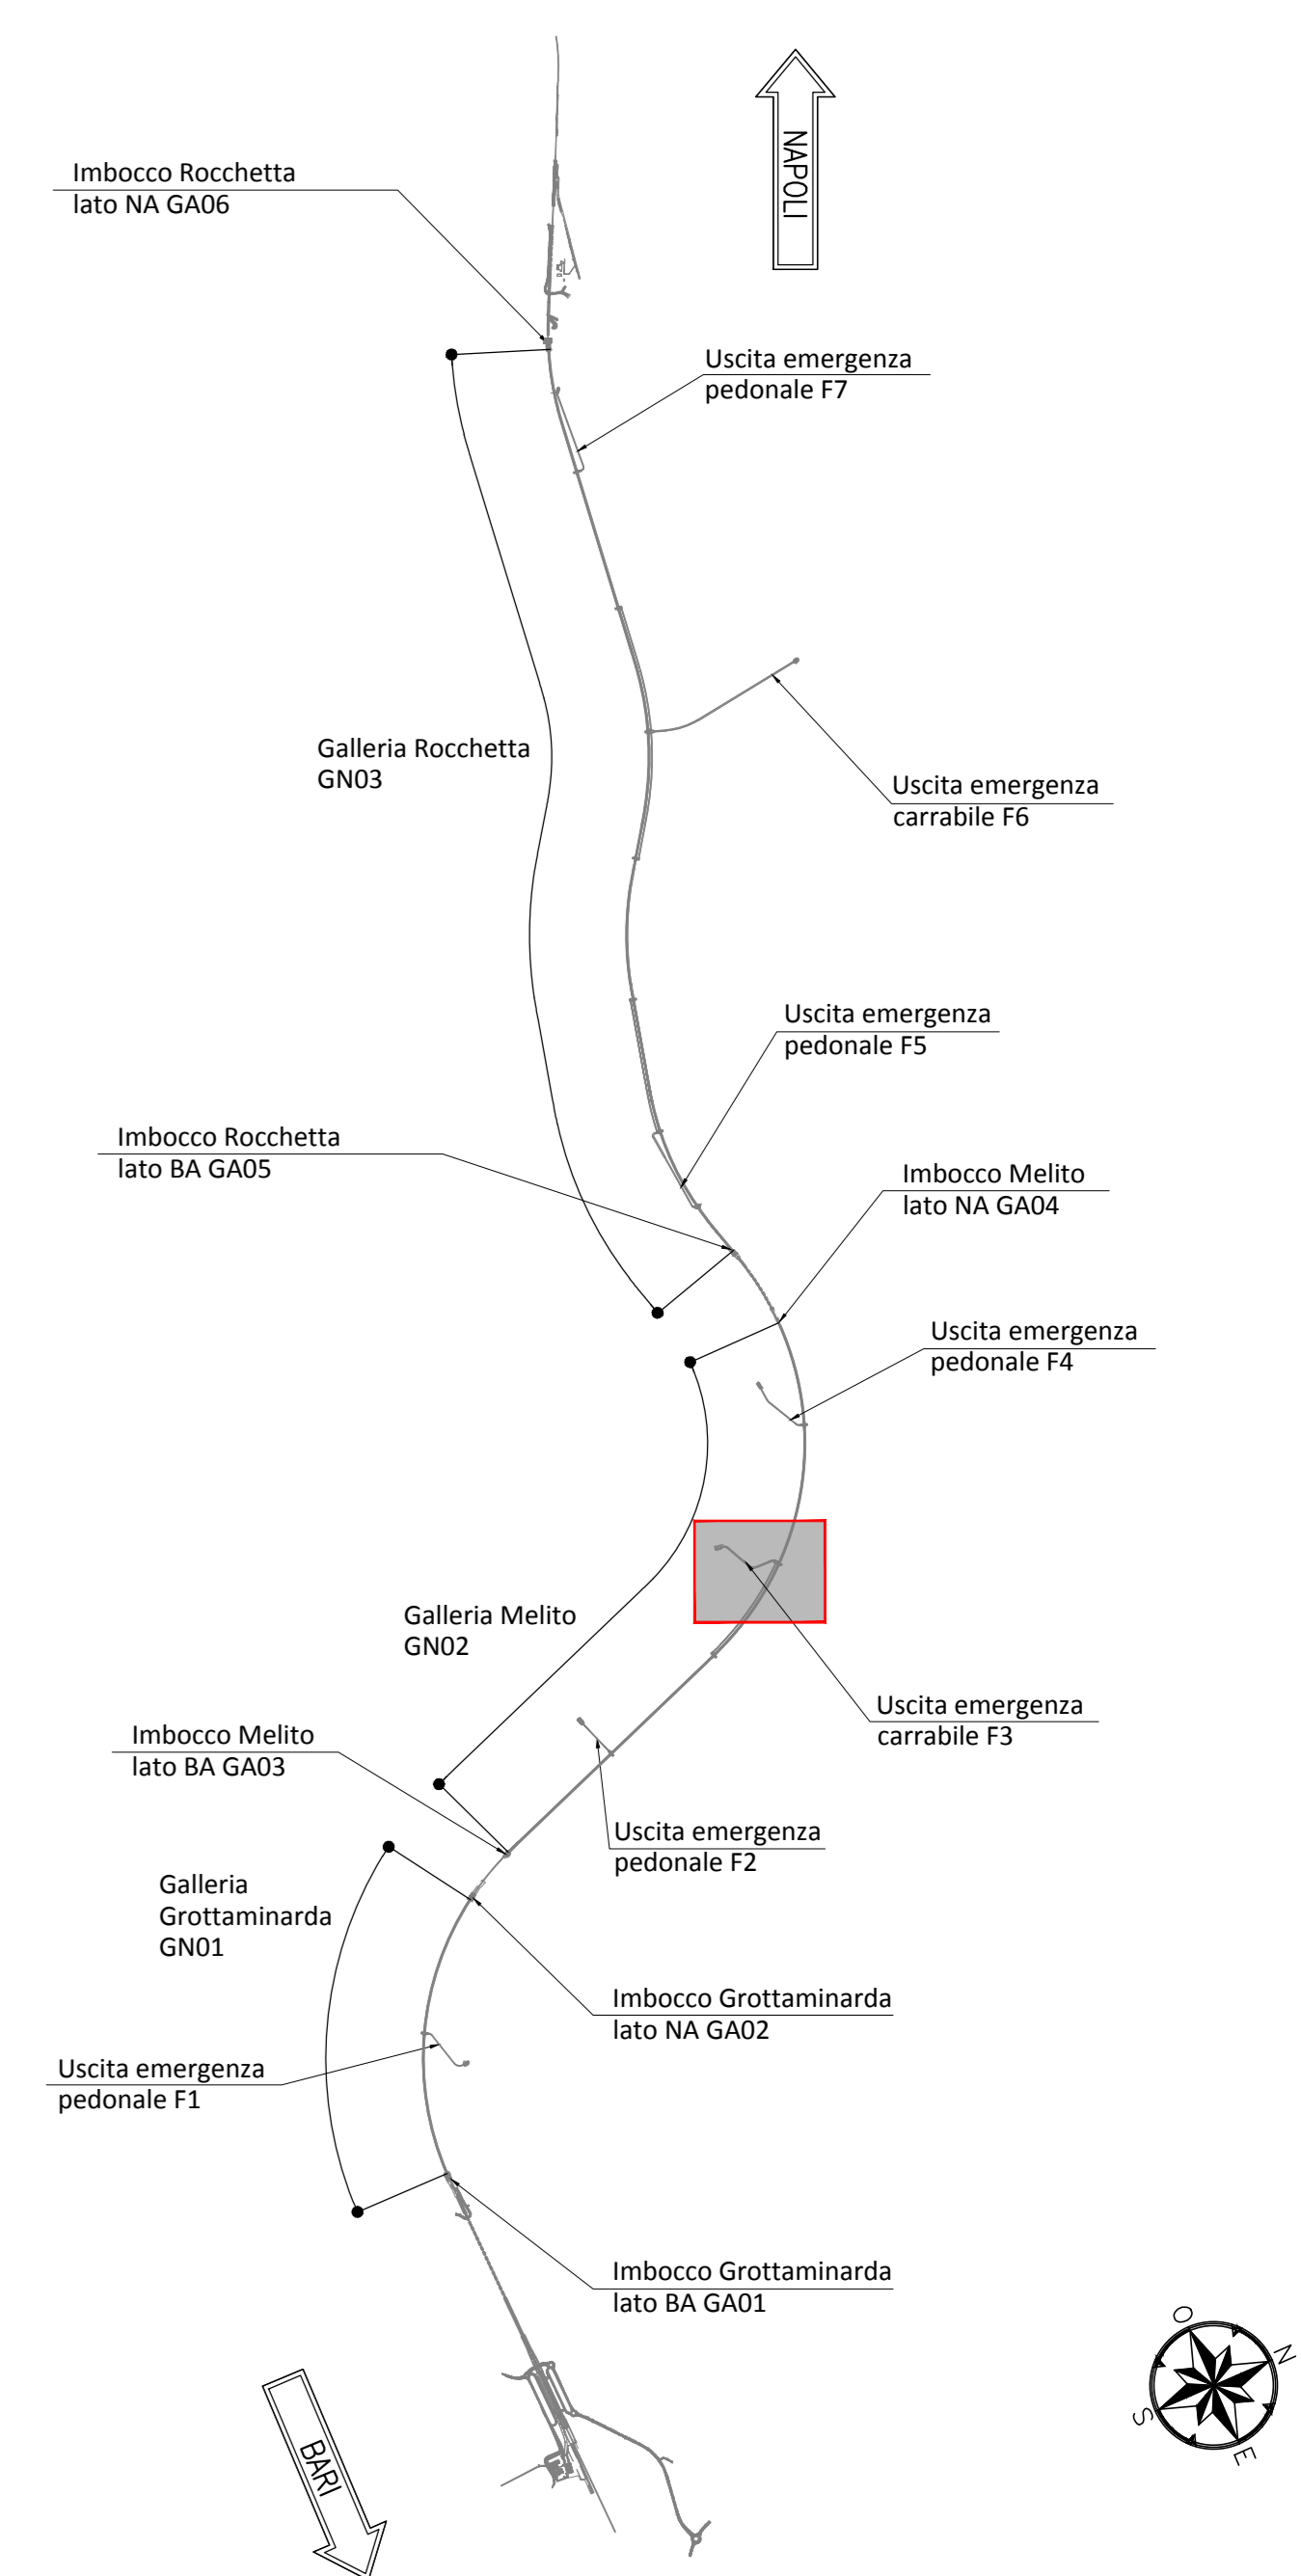 NAPOLI
Imbocco Rocchetta
lato NA GA06
Uscita emergenza
pedonale F7
Galleria Rocchetta
GN03
Uscita emergenza
carrabile F6
Uscita emergenza
pedonale F5
Imbocco Rocchetta
lato BA GA05
Imbocco Melito
lato NA GA04
Uscita emergenza
pedonale F4
Galleria Melito
GN02
Uscita emergenza
carrabile F3
Imbocco Melito
lato BA GA03
Uscita emergenza
pedonale F2
Galleria
Grottaminarda
GN01
Imbocco Grottaminarda
lato NA GA02
Uscita emergenza
pedonale F1
Imbocco Grottaminarda
lato BA GA01
BARI
O
N
S
E